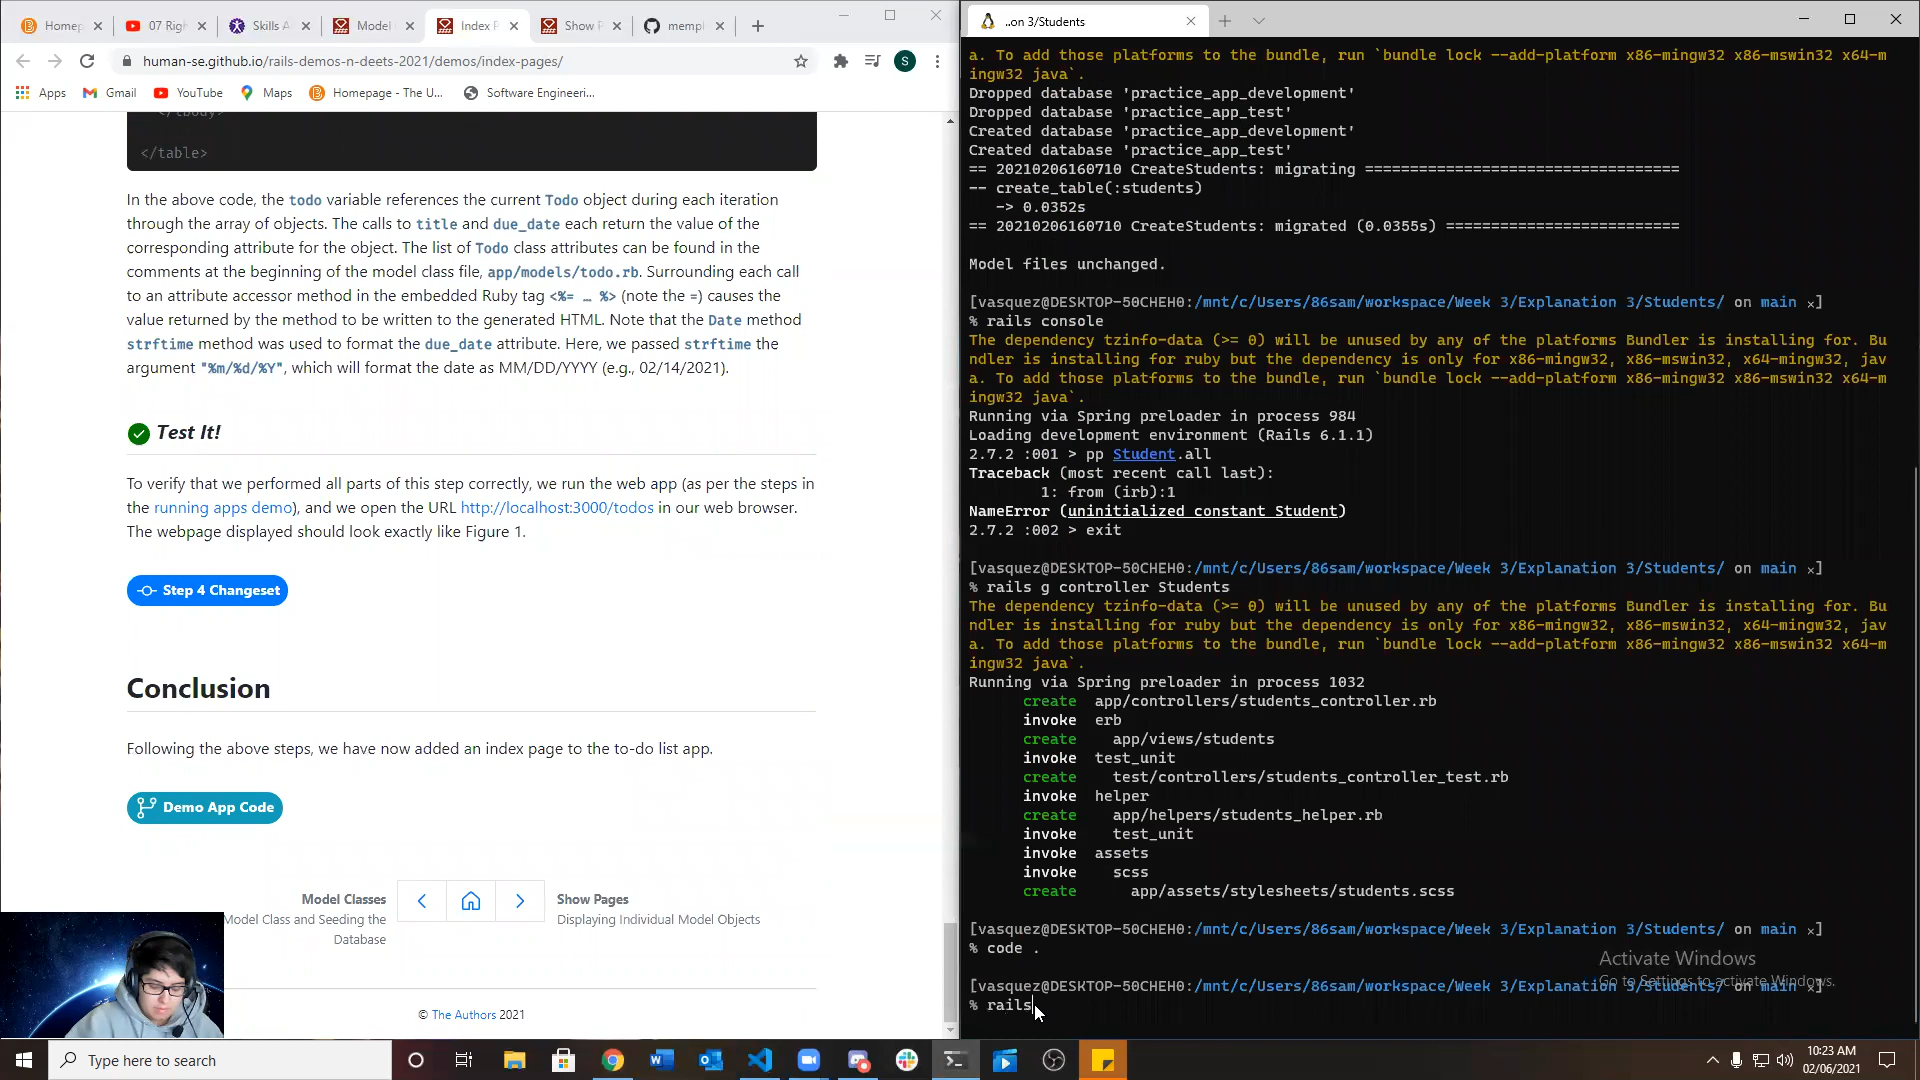 Homep
07 Righ
Skills A
Model
Index P
Show P
memp
human-se.github.io/rails-demos-n-deets-2021/demos/index-pages/
S
Apps
Gmail
YouTube
Maps
Homepage - The U...
Software Engineeri...
</tbody>
</table>
In the above code, the todo variable references the current Todo object during each iteration
through the array of objects. The calls to title and due_date each return the value of the
corresponding attribute for the object. The list of Todo class attributes can be found in the
comments at the beginning of the model class file, app/models/todo.rb. Surrounding each call
to an attribute accessor method in the embedded Ruby tag <%= … %> (note the =) causes the
value returned by the method to be written to the generated HTML. Note that the Date method
strftime method was used to format the due_date attribute. Here, we passed strftime the
argument "%m/%d/%Y", which will format the date as MM/DD/YYYY (e.g., 02/14/2021).
Test It!
To verify that we performed all parts of this step correctly, we run the web app (as per the steps in
the running apps demo), and we open the URL http://localhost:3000/todos in our web browser.
The webpage displayed should look exactly like Figure 1.
Step 4 Changeset
Conclusion
Following the above steps, we have now added an index page to the to-do list app.
Demo App Code
Model Classes
Model Class and Seeding the
Database
Show Pages
Displaying Individual Model Objects
© The Authors 2021
..on 3/Students
a. To add those platforms to the bundle, run `bundle lock --add-platform x86-mingw32 x86-mswin32 x64-m
ingw32 java`.
Dropped database 'practice_app_development'
Dropped database 'practice_app_test'
Created database 'practice_app_development'
Created database 'practice_app_test'
== 20210206160710 CreateStudents: migrating ===================================
-- create_table(:students)
   -> 0.0352s
== 20210206160710 CreateStudents: migrated (0.0355s) ==========================
Model files unchanged.
[vasquez@DESKTOP-50CHEH0:/mnt/c/Users/86sam/workspace/Week 3/Explanation 3/Students/ on main ✗]
% rails console
The dependency tzinfo-data (>= 0) will be unused by any of the platforms Bundler is installing for. Bu
ndler is installing for ruby but the dependency is only for x86-mingw32, x86-mswin32, x64-mingw32, jav
a. To add those platforms to the bundle, run `bundle lock --add-platform x86-mingw32 x86-mswin32 x64-m
ingw32 java`.
Running via Spring preloader in process 984
Loading development environment (Rails 6.1.1)
2.7.2 :001 > pp Student.all
Traceback (most recent call last):
        1: from (irb):1
NameError (uninitialized constant Student)
2.7.2 :002 > exit
[vasquez@DESKTOP-50CHEH0:/mnt/c/Users/86sam/workspace/Week 3/Explanation 3/Students/ on main ✗]
% rails g controller Students
The dependency tzinfo-data (>= 0) will be unused by any of the platforms Bundler is installing for. Bu
ndler is installing for ruby but the dependency is only for x86-mingw32, x86-mswin32, x64-mingw32, jav
a. To add those platforms to the bundle, run `bundle lock --add-platform x86-mingw32 x86-mswin32 x64-m
ingw32 java`.
Running via Spring preloader in process 1032
      create  app/controllers/students_controller.rb
      invoke  erb
      create    app/views/students
      invoke  test_unit
      create    test/controllers/students_controller_test.rb
      invoke  helper
      create    app/helpers/students_helper.rb
      invoke    test_unit
      invoke  assets
      invoke    scss
      create      app/assets/stylesheets/students.scss
[vasquez@DESKTOP-50CHEH0:/mnt/c/Users/86sam/workspace/Week 3/Explanation 3/Students/ on main ✗]
% code .
[vasquez@DESKTOP-50CHEH0:/mnt/c/Users/86sam/workspace/Week 3/Explanation 3/Students/ on main ✗]
% rails
Activate Windows
Go to Settings to activate Windows.
Type here to search
10:23 AM
02/06/2021